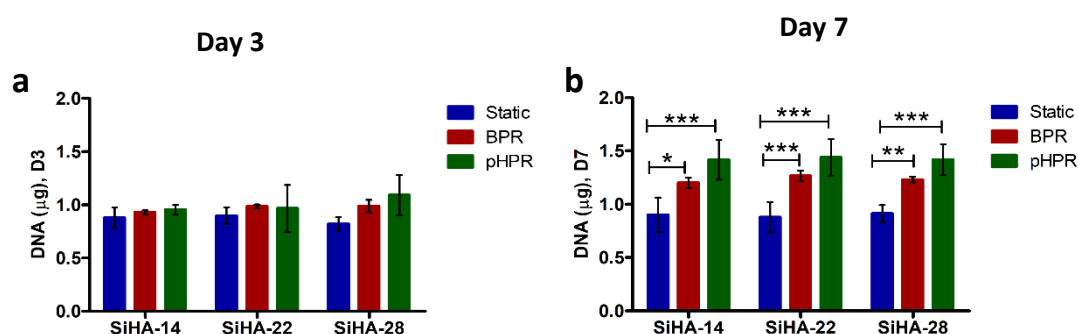 Day 3
a
DNA (μg), D3
2.0
1.5
1.0
0.5
0.0
SiHA-14 SiHA-22 SiHA-28
Static
BPR
pHPR
Day 7
b
DNA (μg), D7
2.0
1.5
1.0
0.5
0.0
*** *** ***
* *** **
SiHA-14 SiHA-22 SiHA-28
Static
BPR
pHPR